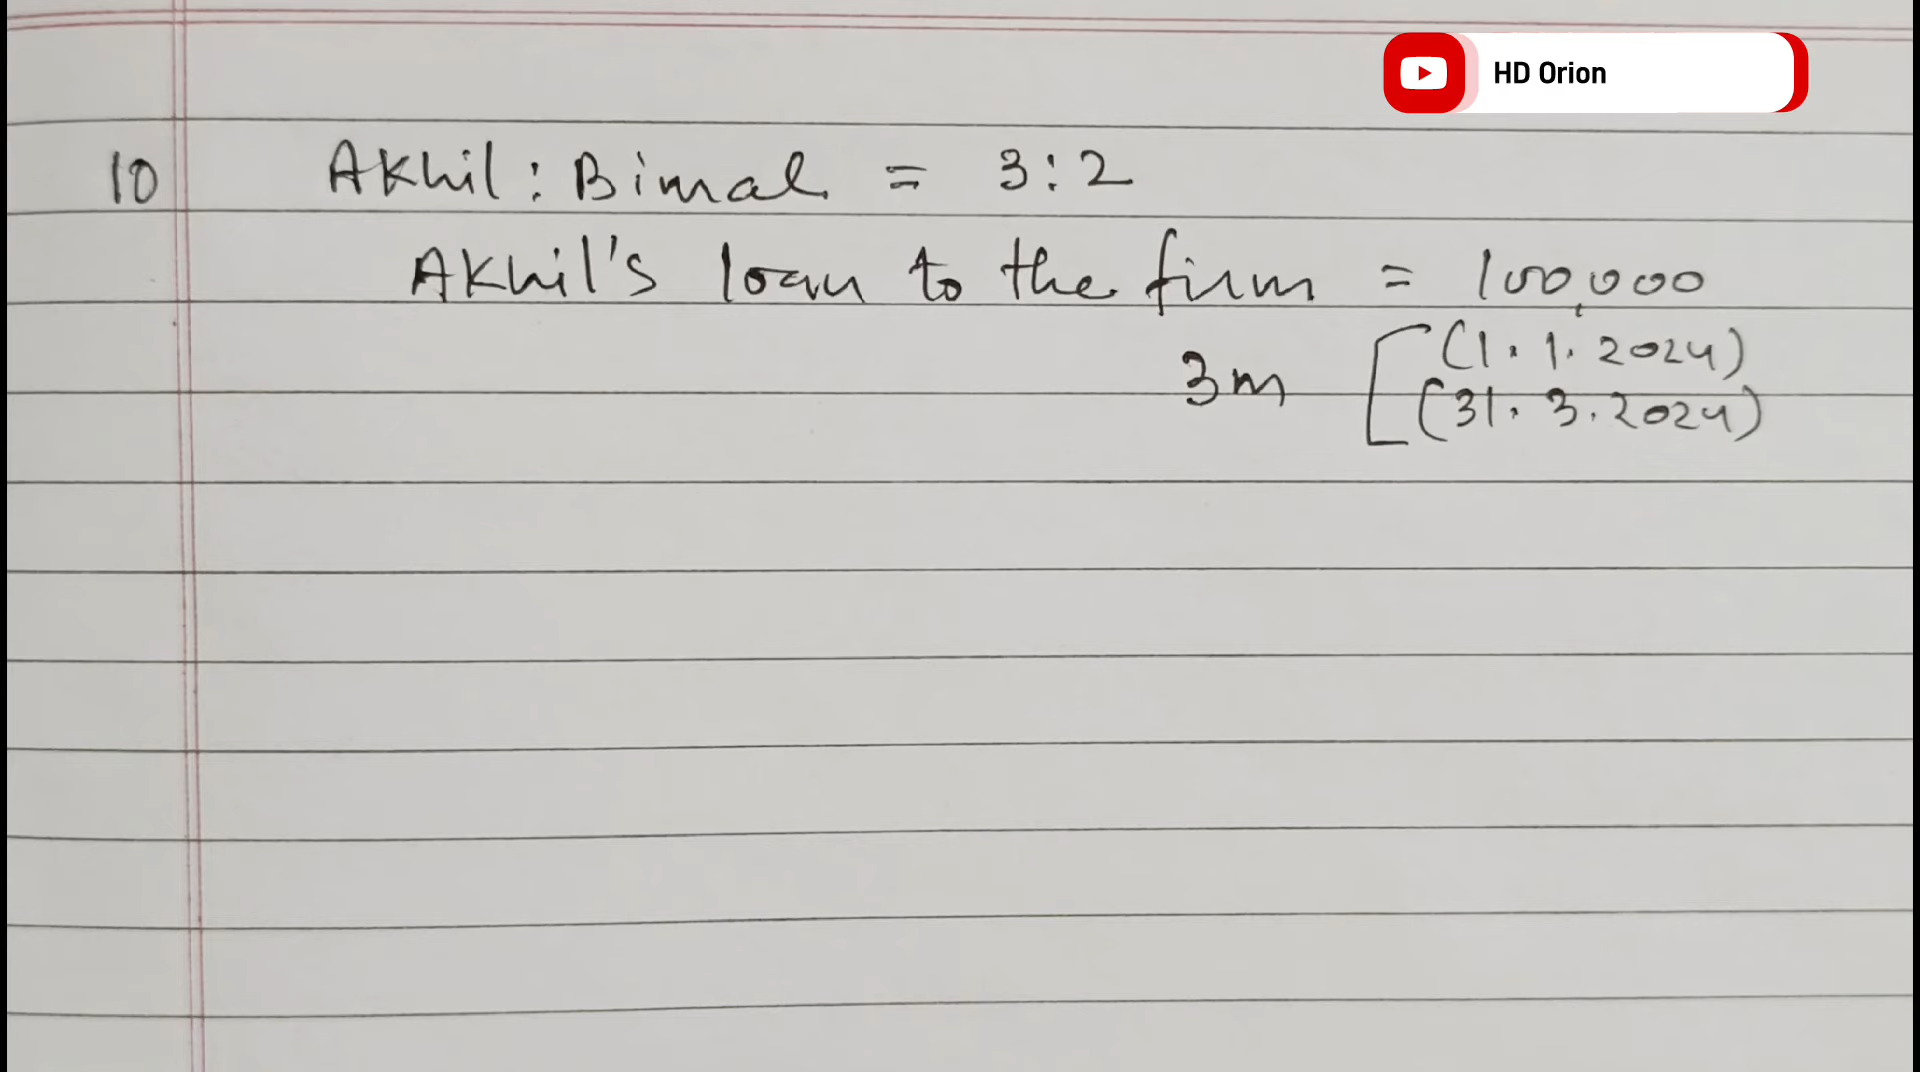 HD Orion
10 Akhil : Bimal = 3:2
Akhil's loan to the firm = 100,000
3m [(1.1.2024)
(31.3.2024)